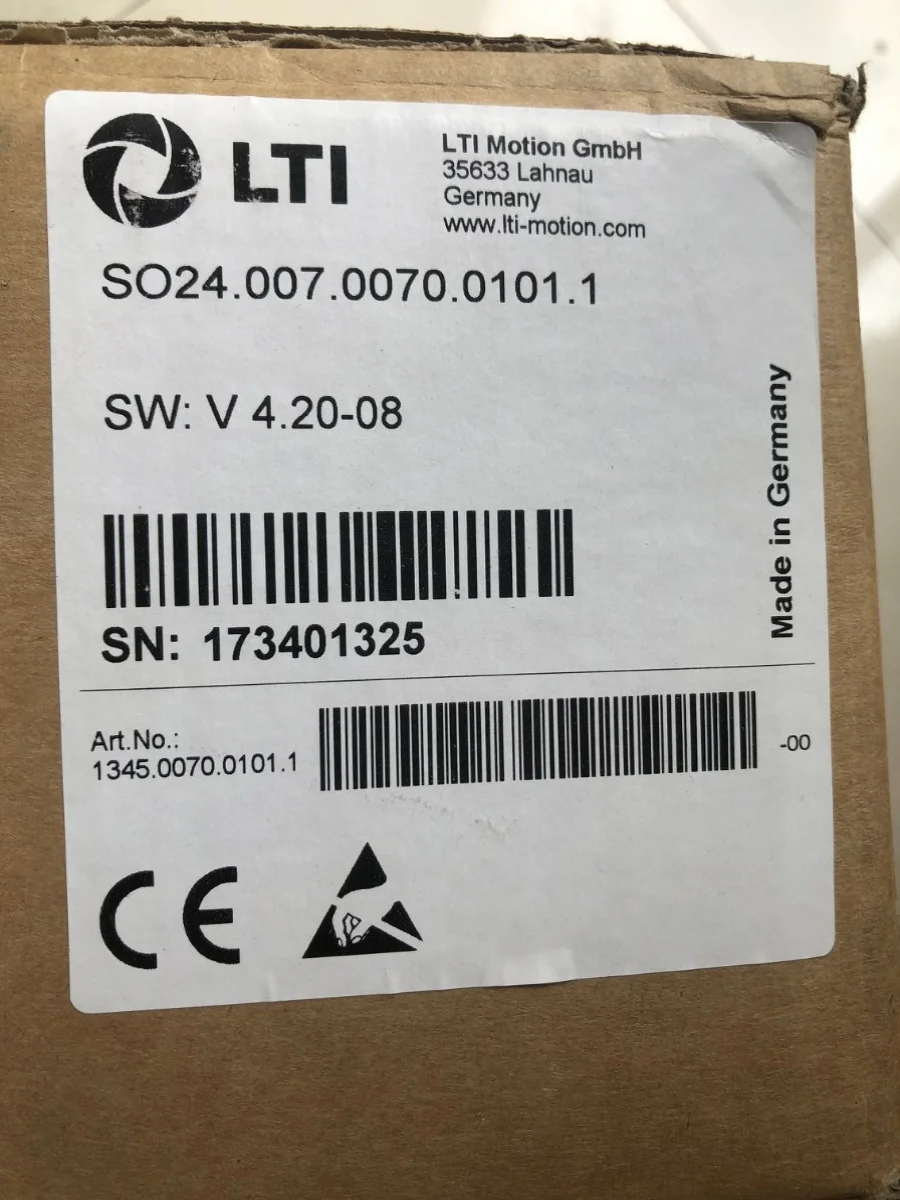 LTI
LTI Motion GmbH
35633 Lahnau
Germany
www.lti-motion.com
SO24.007.0070.0101.1
SW: V 4.20-08
Made in Germany
SN: 173401325
Art.No.:
1345.0070.0101.1
-00
CE